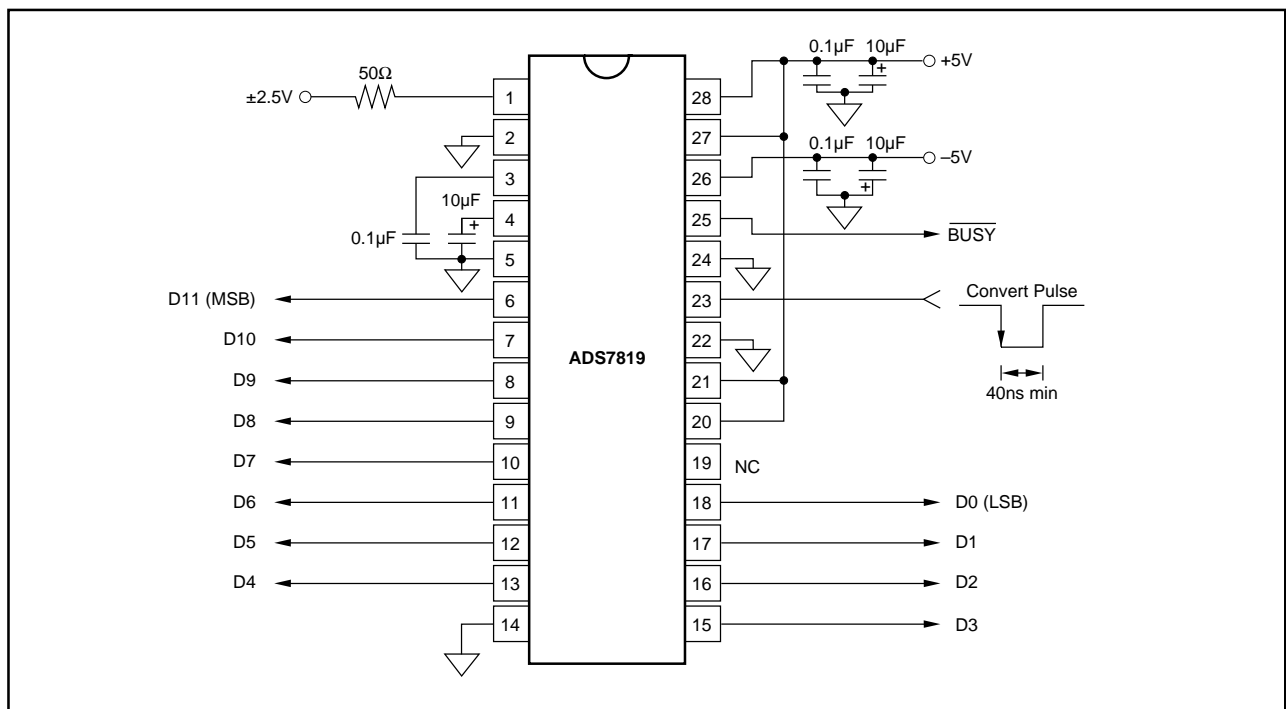 0.1µF 10µF
50Ω
+
+5V
±2.5V
1
28
2
27
0.1µF 10µF
–5V
3
26
10µF
+
+
4
25
0.1µF
BUSY
5
24
D11 (MSB)
6
23
Convert Pulse
D10
7
22
ADS7819
D9
8
21
40ns min
D8
9
20
D7
10
19
NC
D6
11
18
D0 (LSB)
D5
12
17
D1
D4
13
16
D2
14
15
D3